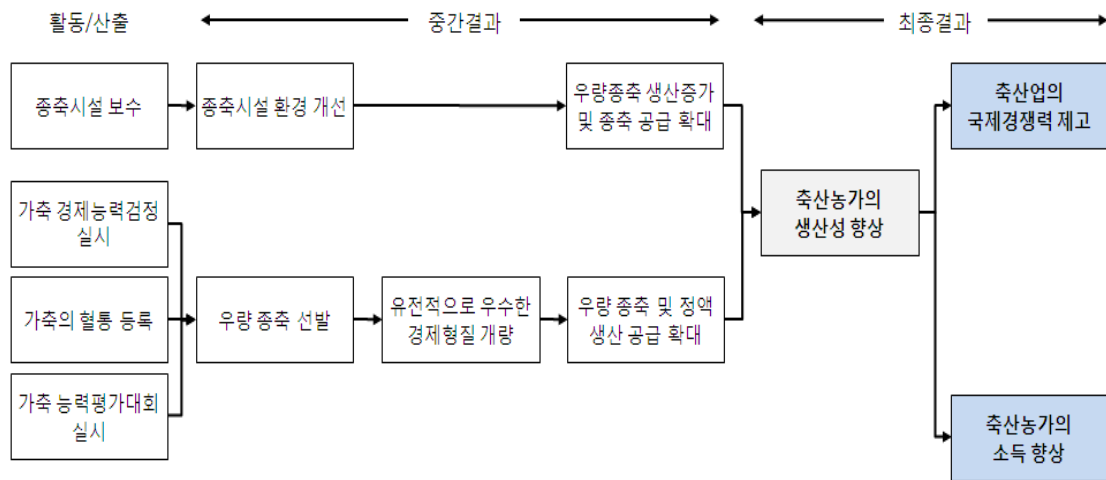 활동/산출
중간결과
최종결과
종축시설 보수
종축시설 환경 개선
우량종축 생산증가
및 종축 공급 확대
축산업의
국제경쟁력 제고
가축 경제능력검정
실시
축산농가의
생산성 향상
가축의 혈통 등록
우량 종축 선발
유전적으로 우수한
경제형질 개량
우량 종축 및 정액
생산 공급 확대
가축 능력평가대회
실시
축산농가의
소득 향상